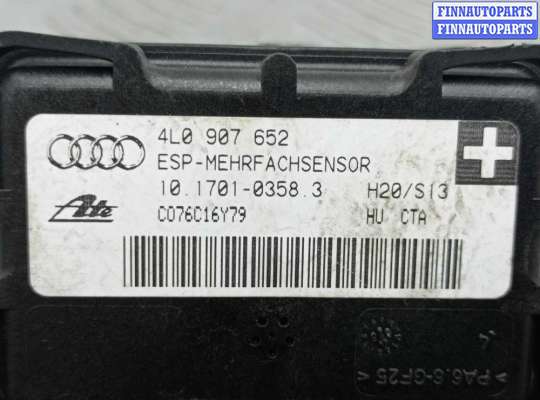 FINNAUTOPARTS
FINNAUTOPARTS
4L0 907 652
ESP-MEHRFACHSENSOR
10.1701-0358.3 H20/S13
Ate C076C16Y79 HU CTA
>PA6.6-GF25<